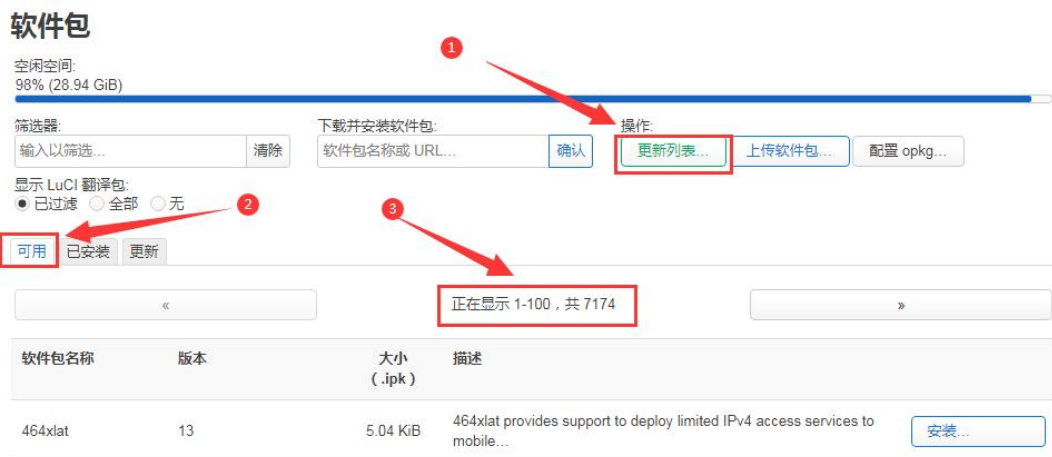 软件包
1
空闲空间:
98% (28.94 GiB)
筛选器: 下载并安装软件包: 操作:
输入以筛选... 清除 软件包名称或 URL... 确认 更新列表... 上传软件包... 配置 opkg...
显示 LuCI 翻译包:
已过滤 全部 无 2 3
可用 已安装 更新
« 正在显示 1-100，共 7174 »
软件包名称 版本 大小 描述
（.ipk）
464xlat 13 5.04 KiB 464xlat provides support to deploy limited IPv4 access services to 安装...
mobile...